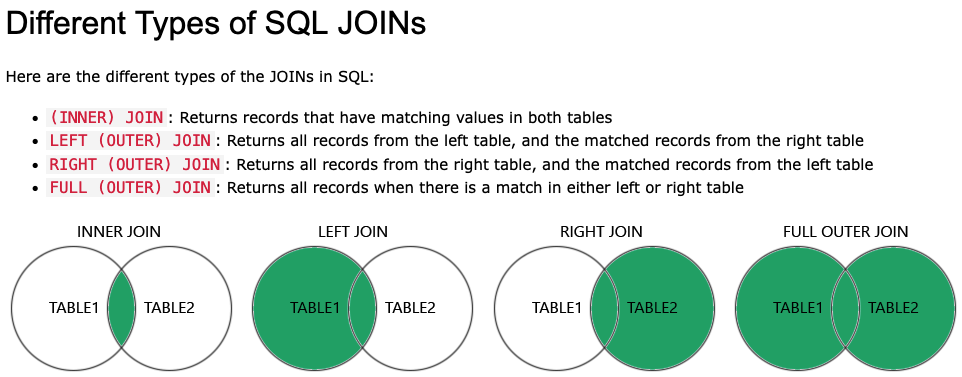 Different Types of SQL JOINs
Here are the different types of the JOINs in SQL:
• (INNER) JOIN: Returns records that have matching values in both tables
• LEFT (OUTER) JOIN: Returns all records from the left table, and the matched records from the right table
• RIGHT (OUTER) JOIN: Returns all records from the right table, and the matched records from the left table
• FULL (OUTER) JOIN: Returns all records when there is a match in either left or right table
INNER JOIN
TABLE1 TABLE2
LEFT JOIN
TABLE1 TABLE2
RIGHT JOIN
TABLE1 TABLE2
FULL OUTER JOIN
TABLE1 TABLE2